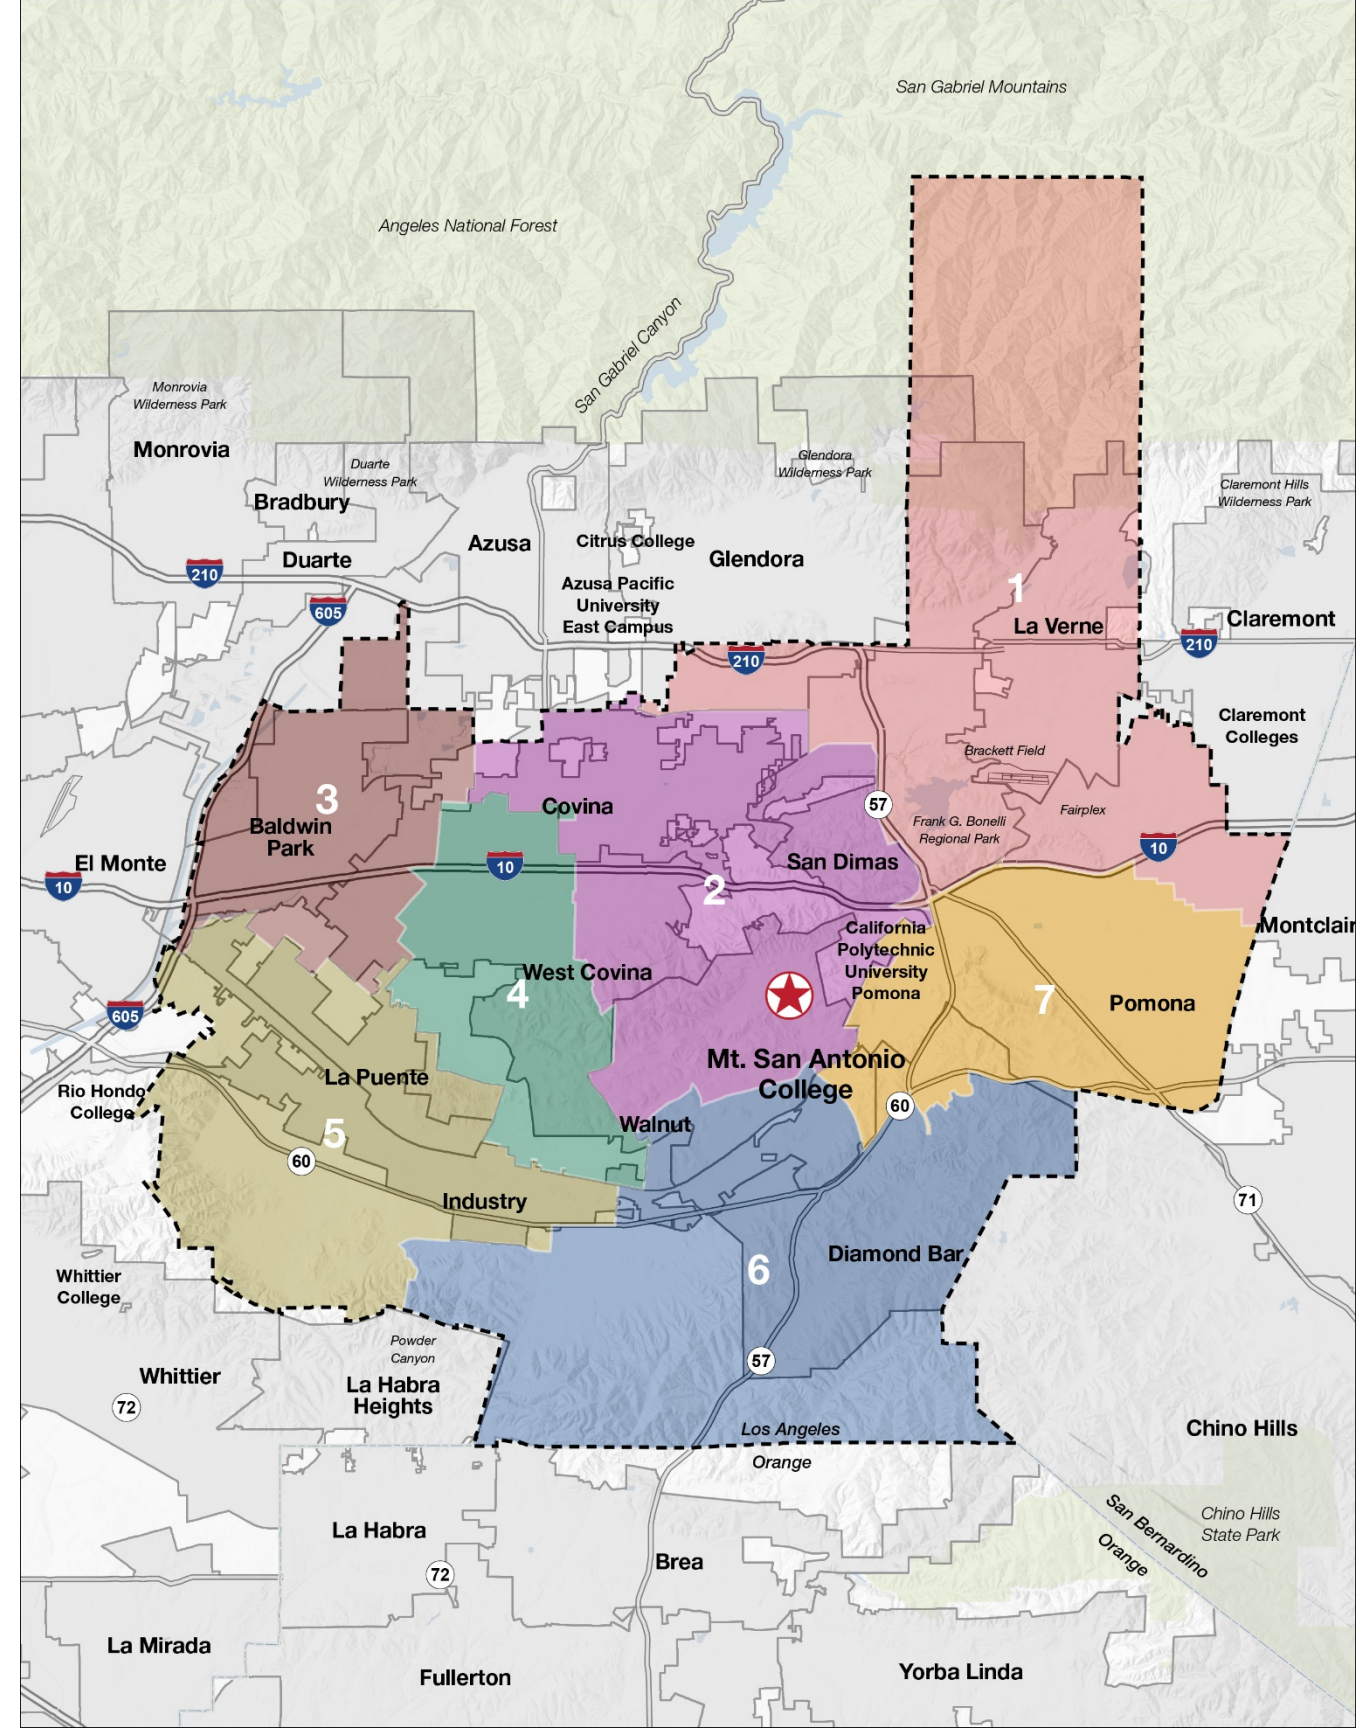 San Gabriel Mountains
Angeles National Forest
San Gabriel Canyon
Monrovia
Wilderness Park
Monrovia
Duarte
Wilderness Park
Bradbury
Glendora
Wilderness Park
Claremont Hills
Wilderness Park
Azusa
Citrus College
Glendora
Duarte
210
605
Azusa Pacific
University
East Campus
1
La Verne
Claremont
210
210
Claremont
Colleges
Brackett Field
3
Covina
57
Fairplex
Frank G. Bonelli
Regional Park
Baldwin
Park
El Monte
10
10
San Dimas
10
2
California
Polytechnic
University
Pomona
Montclair
West Covina
4
7
Pomona
605
Mt. San Antonio
College
La Puente
Rio Hondo
College
60
Walnut
5
60
Industry
71
6
Diamond Bar
Whittier
College
Powder
Canyon
57
Whittier
La Habra
Heights
72
Los Angeles
Orange
Chino Hills
San Bernardino
Orange
Chino Hills
State Park
La Habra
Brea
72
La Mirada
Fullerton
Yorba Linda